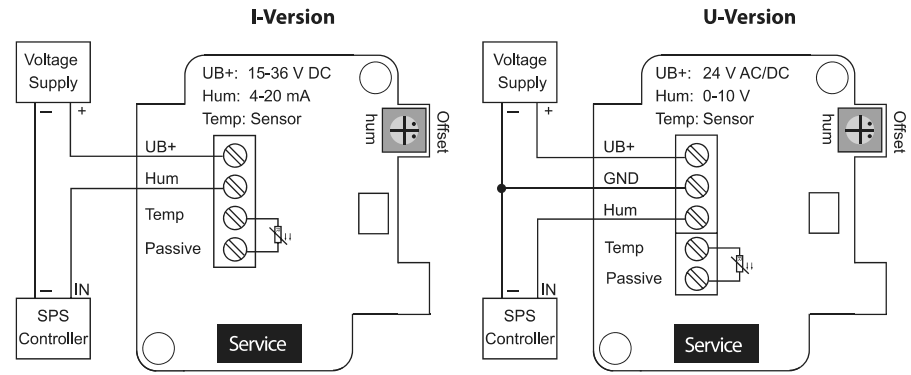 I-Version
Voltage
Supply
–
+
UB+: 15-36 V DC
Hum: 4-20 mA
Temp: Sensor
Offset
hum
UB+
Hum
Temp
Passive
–
IN
SPS
Controller
Service
U-Version
Voltage
Supply
–
+
UB+: 24 V AC/DC
Hum: 0-10 V
Temp: Sensor
Offset
hum
UB+
GND
Hum
Temp
Passive
–
IN
SPS
Controller
Service